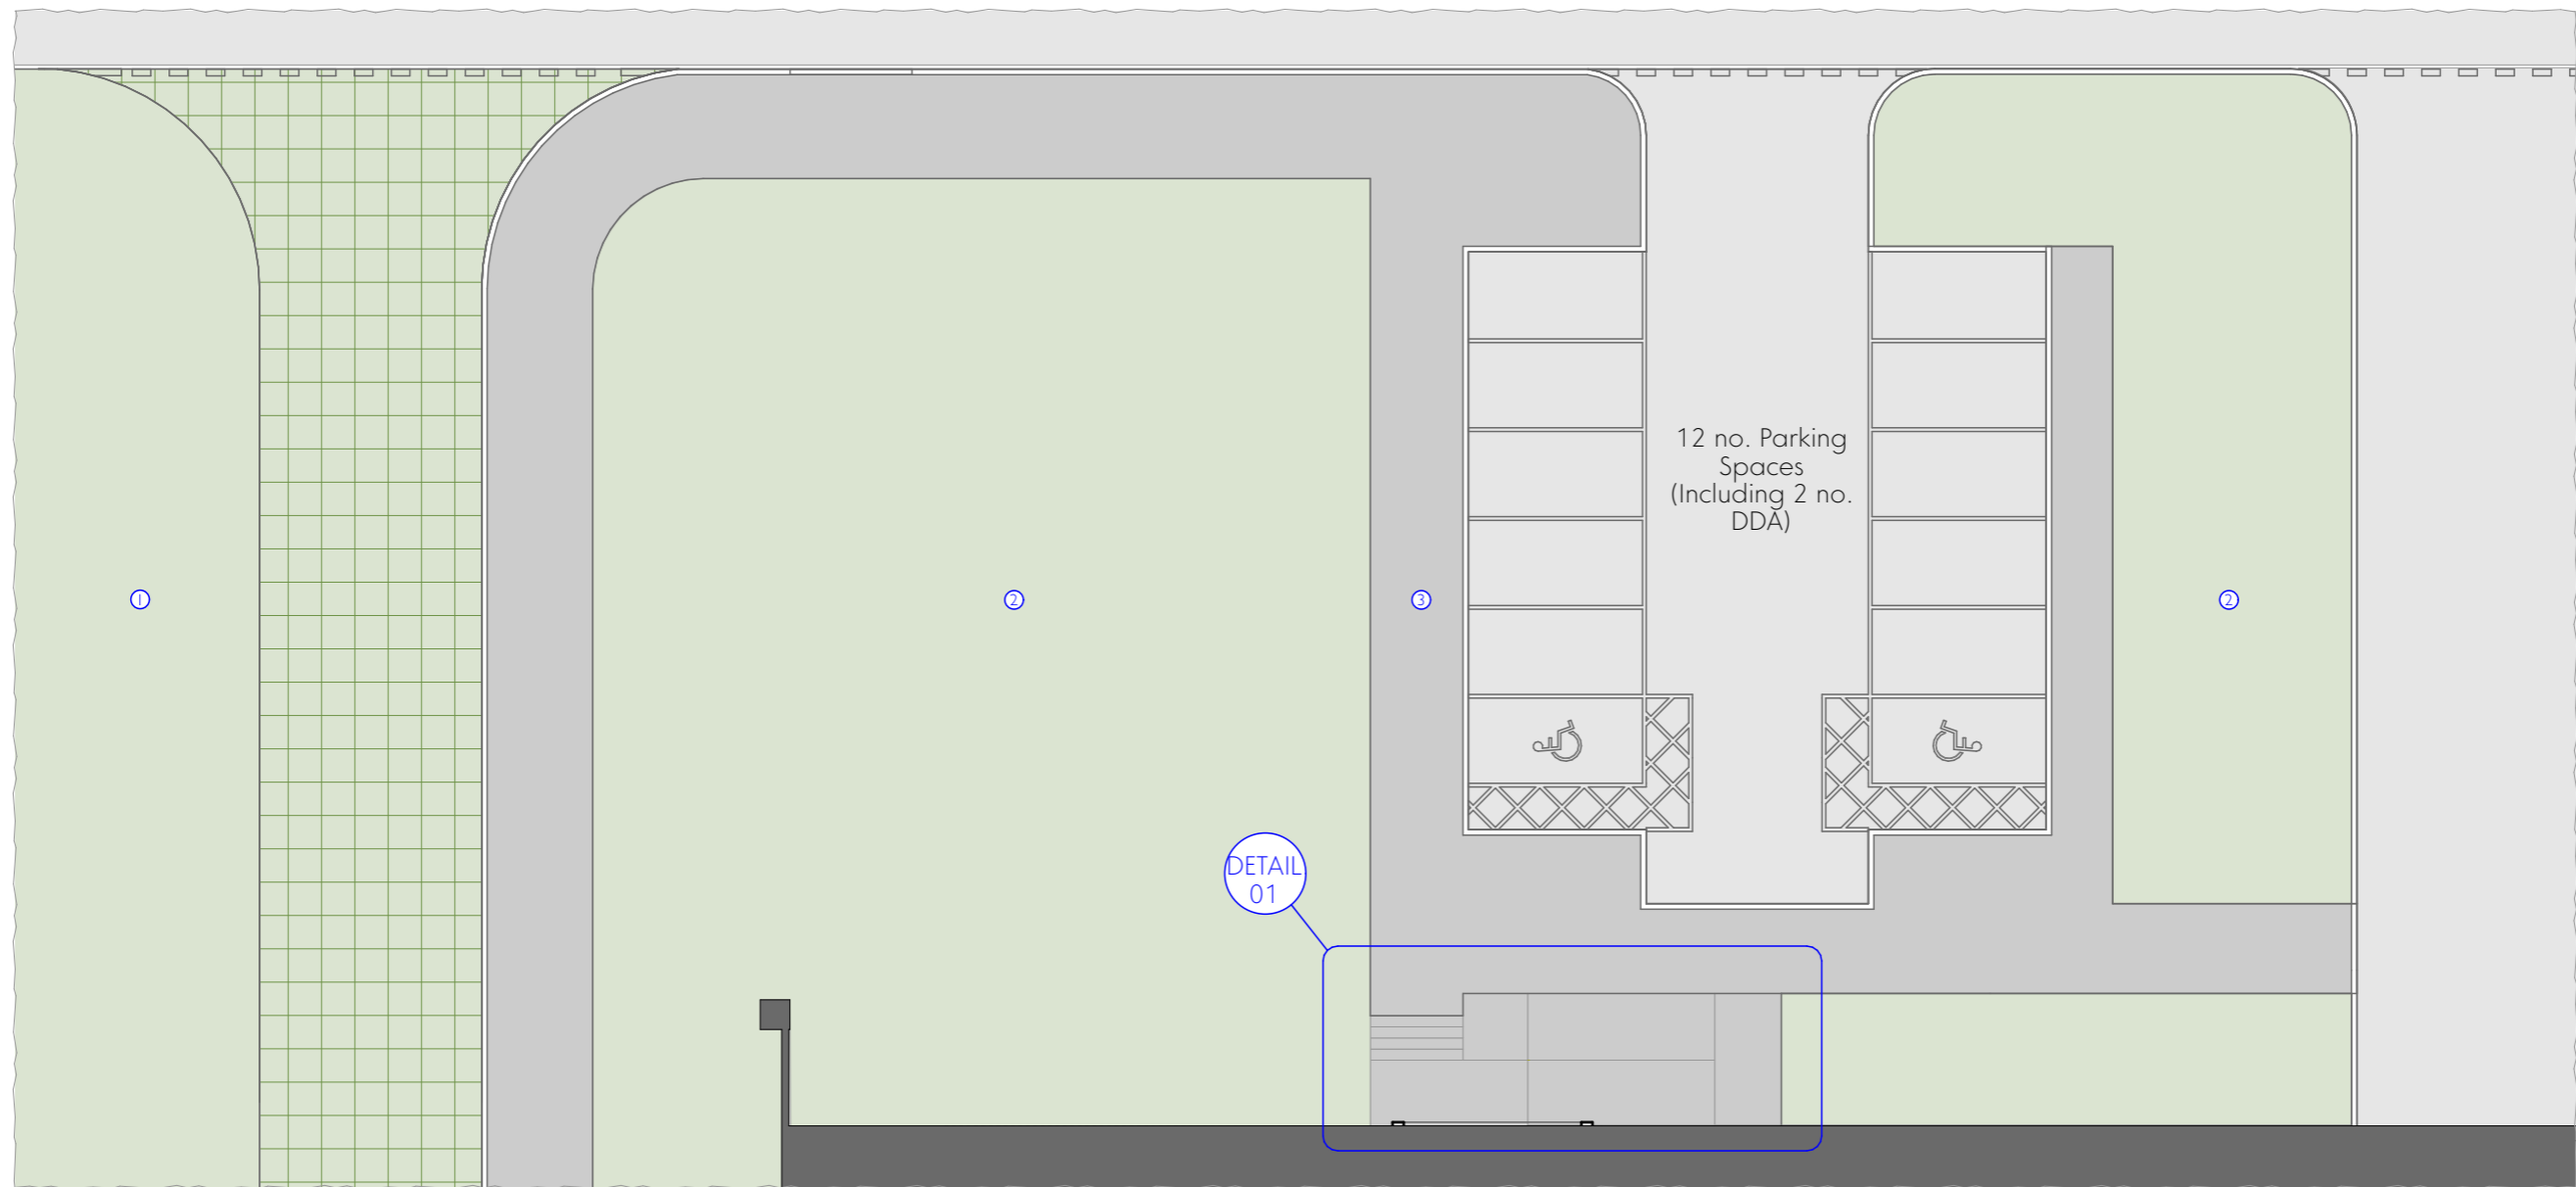 12 no. Parking
Spaces
(Including 2 no.
DDA)
1
2
3
2
DETAIL
01